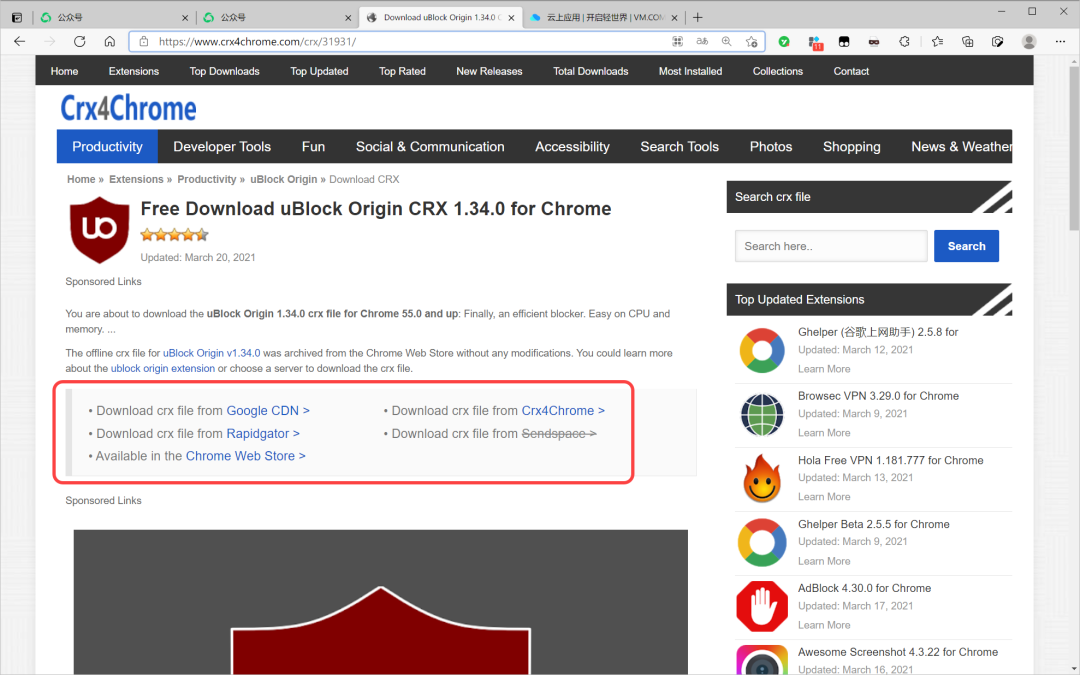 公众号
公众号
Download uBlock Origin 1.34.0
云上应用 | 开启轻世界 | VM.COM
https://www.crx4chrome.com/crx/31931/
11
Home Extensions Top Downloads Top Updated Top Rated New Releases Total Downloads Most Installed Collections Contact
Crx4Chrome
Productivity Developer Tools Fun Social & Communication Accessibility Search Tools Photos Shopping News & Weather
Home » Extensions » Productivity » uBlock Origin » Download CRX
Free Download uBlock Origin CRX 1.34.0 for Chrome
Updated: March 20, 2021
Sponsored Links
You are about to download the uBlock Origin 1.34.0 crx file for Chrome 55.0 and up: Finally, an efficient blocker. Easy on CPU and
memory. ...
The offline crx file for uBlock Origin v1.34.0 was archived from the Chrome Web Store without any modifications. You could learn more
about the ublock origin extension or choose a server to download the crx file.
• Download crx file from Google CDN >
• Download crx file from Crx4Chrome >
• Download crx file from Rapidgator >
• Download crx file from Sendspace >
• Available in the Chrome Web Store >
Sponsored Links
Search crx file
Search here..
Search
Top Updated Extensions
Ghelper (谷歌上网助手) 2.5.8 for
Updated: March 12, 2021
Learn More
Browsec VPN 3.29.0 for Chrome
Updated: March 9, 2021
Learn More
Hola Free VPN 1.181.777 for Chrome
Updated: March 13, 2021
Learn More
Ghelper Beta 2.5.5 for Chrome
Updated: March 9, 2021
Learn More
AdBlock 4.30.0 for Chrome
Updated: March 17, 2021
Learn More
Awesome Screenshot 4.3.22 for Chrome
Updated: March 16, 2021